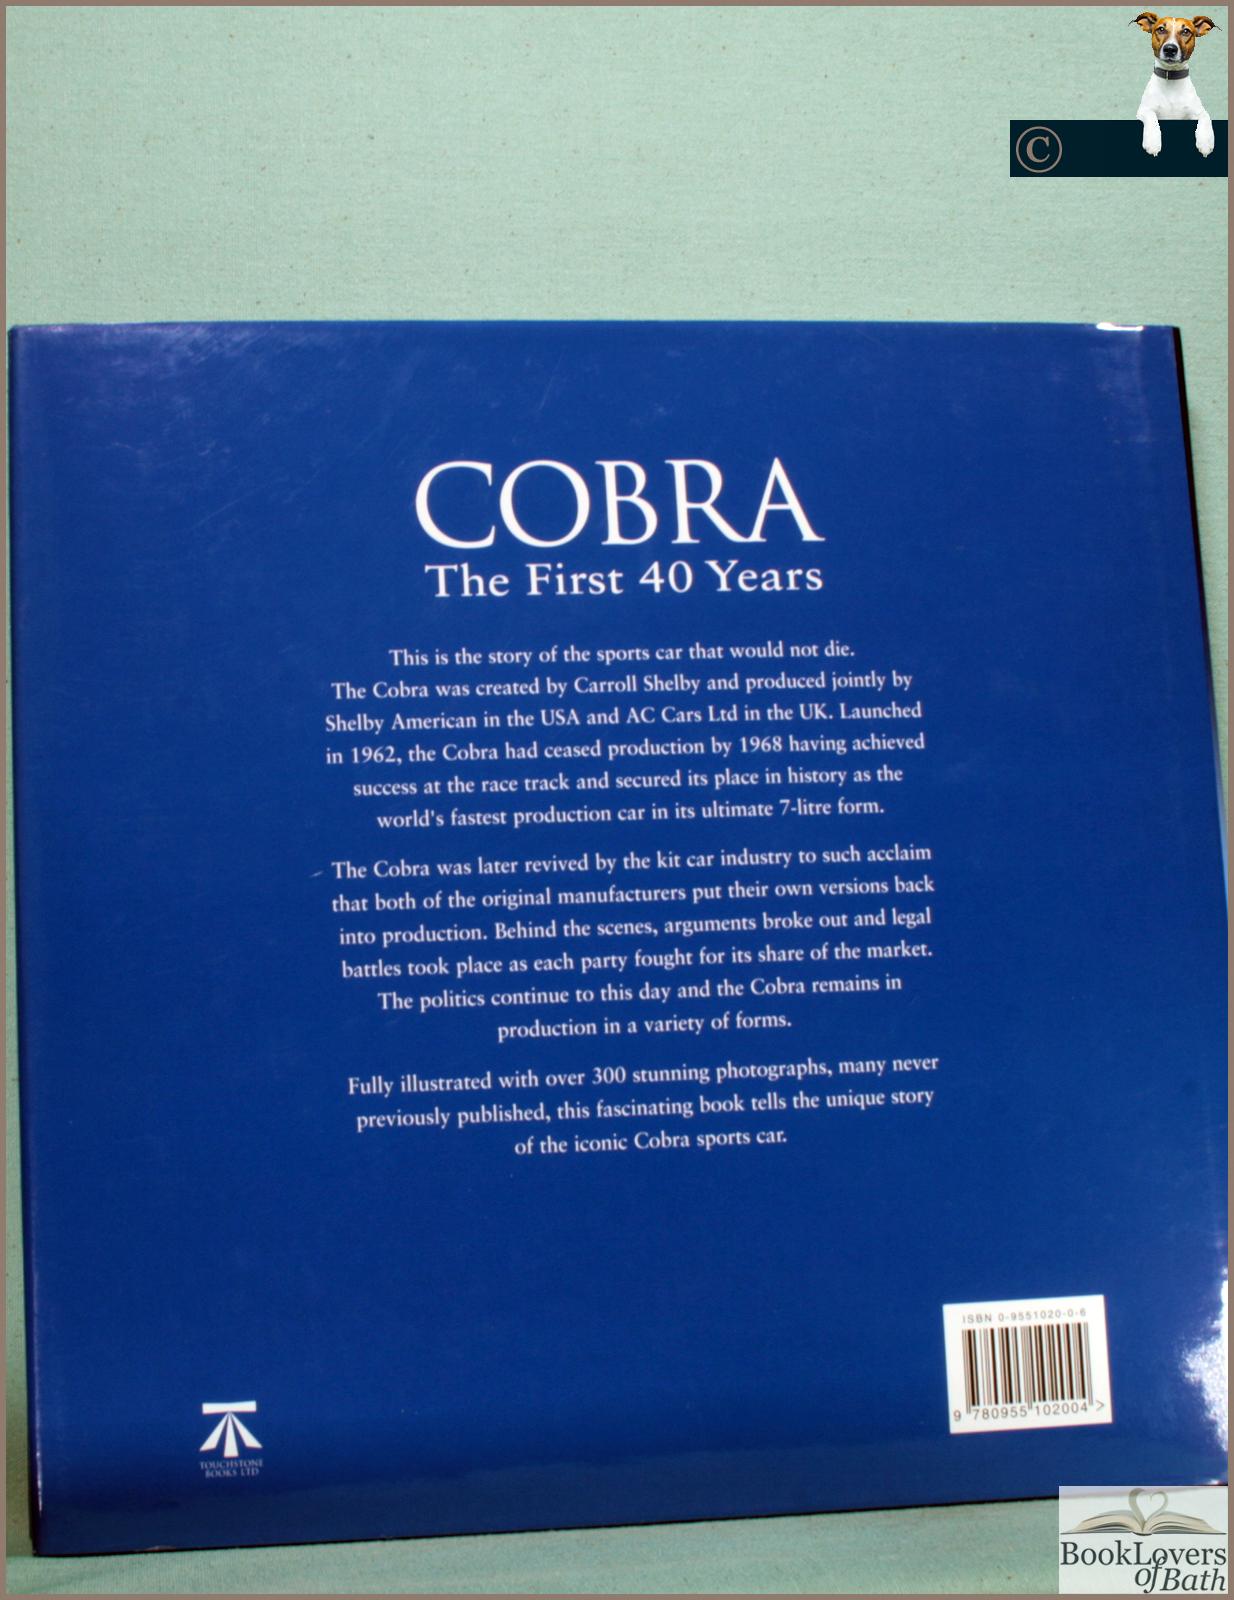 ©
COBRA
The First 40 Years
This is the story of the sports car that would not die.
The Cobra was created by Carroll Shelby and produced jointly by
Shelby American in the USA and AC Cars Ltd in the UK. Launched
in 1962, the Cobra had ceased production by 1968 having achieved
success at the race track and secured its place in history as the
world's fastest production car in its ultimate 7-litre form.
The Cobra was later revived by the kit car industry to such acclaim
that both of the original manufacturers put their own versions back
into production. Behind the scenes, arguments broke out and legal
battles took place as each party fought for its share of the market.
The politics continue to this day and the Cobra remains in
production in a variety of forms.
Fully illustrated with over 300 stunning photographs, many never
previously published, this fascinating book tells the unique story
of the iconic Cobra sports car.
ISBN 0-9551020-0-6
9 780955 102004 >
TOUCHSTONE
BOOKS LTD
BookLovers
of Bath